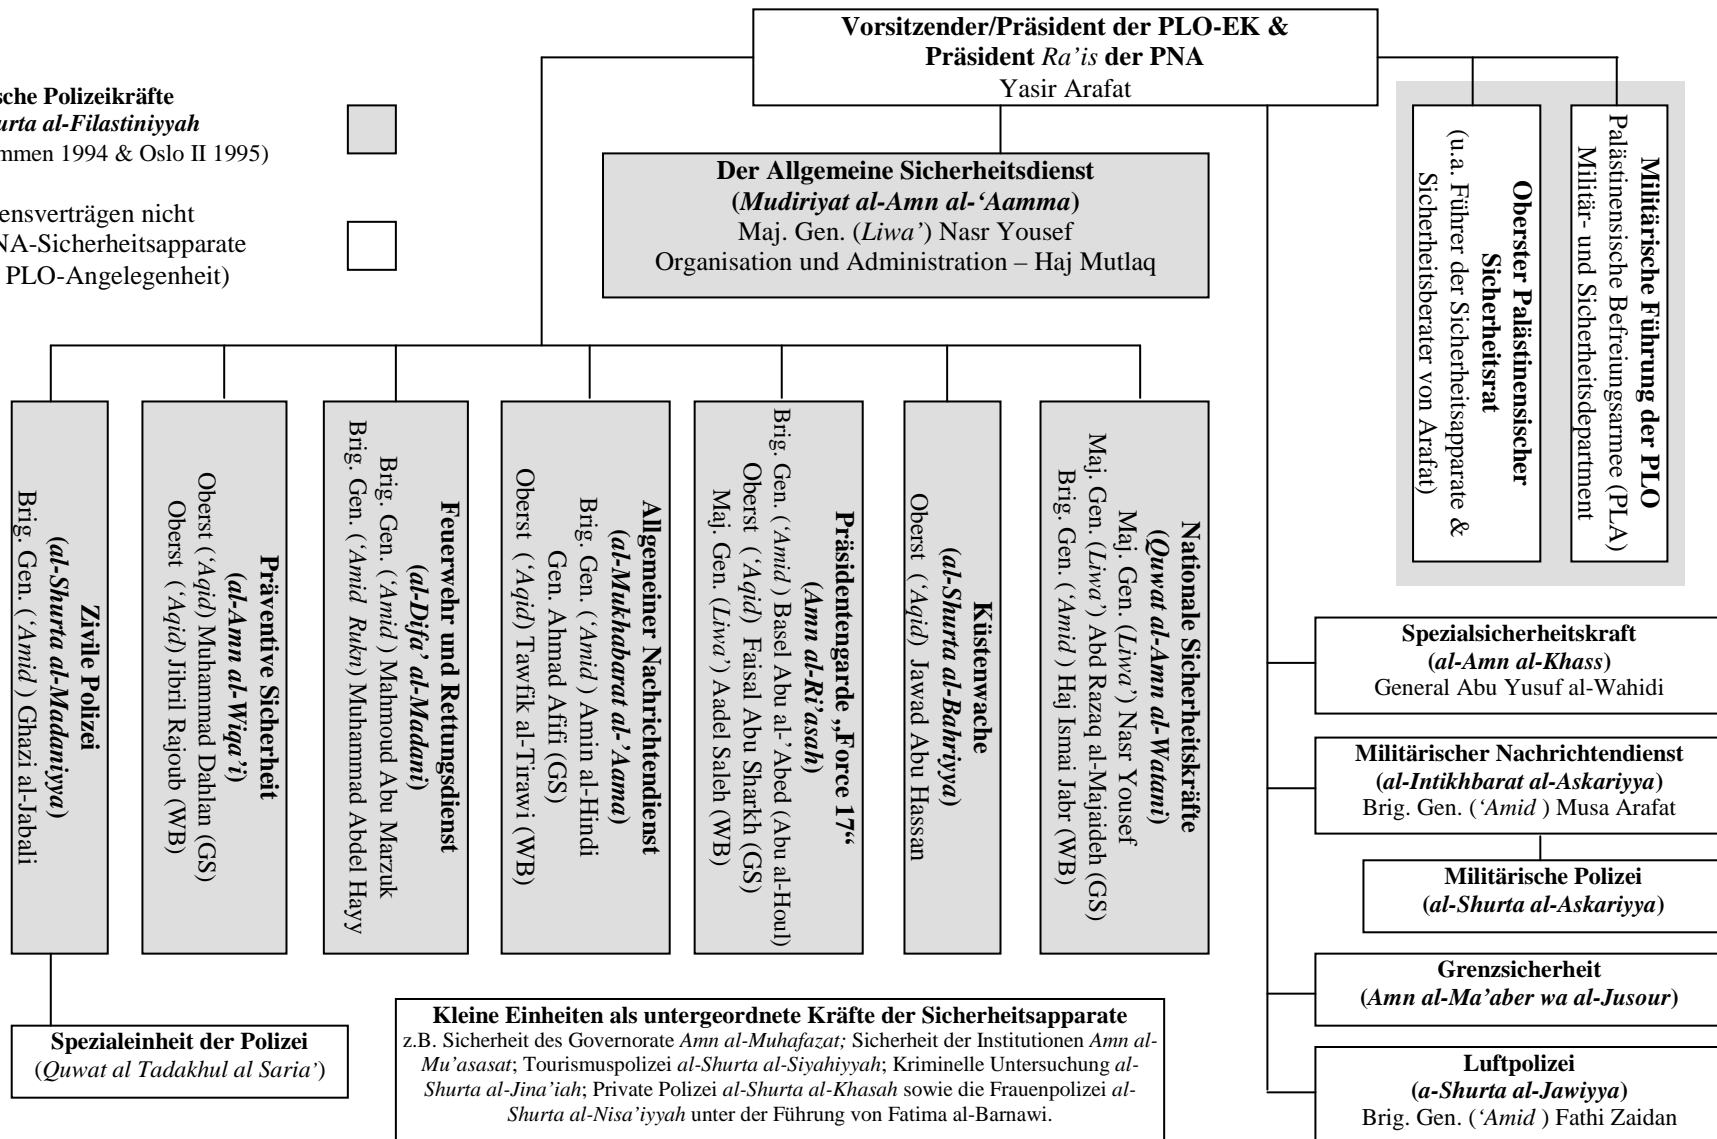 Vorsitzender/Präsident der PLO-EK &
Präsident Ra’is der PNA
Yasir Arafat
sche Polizeikräfte
urta al-Filastiniyyah
mmen 1994 & Oslo II 1995)
ensverträgen nicht
NA-Sicherheitsapparate
PLO-Angelegenheit)
Der Allgemeine Sicherheitsdienst
(Mudiriyat al-Amn al-‘Aamma)
Maj. Gen. (Liwa’) Nasr Yousef
Organisation und Administration – Haj Mutlaq
Oberster Palästinensischer
Sicherheitsrat
(u.a. Führer der Sicherheitsapparate &
Sicherheitsberater von Arafat)
Militärische Führung der PLO
Palästinensische Befreiungsarmee (PLA)
Militär- und Sicherheitsdepartment
Zivile Polizei
(al-Shurta al-Madaniyya)
Brig. Gen. (‘Amid ) Ghazi al-Jabali
Präventive Sicherheit
(al-Amn al-Wiqa’i)
Oberst (‘Aqid) Muhammad Dahlan (GS)
Oberst (‘Aqid) Jibril Rajoub (WB)
Feuerwehr und Rettungsdienst
(al-Difa’ al-Madani)
Brig. Gen. (‘Amid ) Mahmoud Abu Marzuk
Brig. Gen. (‘Amid Rukn) Muhammad Abdel Hayy
Allgemeiner Nachrichtendienst
(al-Mukhabarat al-’Aama)
Brig. Gen. (‘Amid ) Amin al-Hindi
Gen. Ahmad Afifi (GS)
Oberst (‘Aqid) Tawfik al-Tirawi (WB)
Präsidentengarde „Force 17“
(Amn al-Ri’asah)
Brig. Gen. (‘Amid ) Basel Abu al-’Abed (Abu al-Houl)
Oberst (‘Aqid) Faisal Abu Sharkh (GS)
Maj. Gen. (Liwa’) Aadel Saleh (WB)
Küstenwache
(al-Shurta al-Bahriyya)
Oberst (‘Aqid) Jawad Abu Hassan
Nationale Sicherheitskräfte
(Quwat al-Amn al-Watani)
Maj. Gen. (Liwa’) Nasr Yousef
Maj. Gen. (Liwa’) Abd Razaq al-Majaideh (GS)
Brig. Gen. (‘Amid ) Haj Ismai Jabr (WB)
Spezialsicherheitskraft
(al-Amn al-Khass)
General Abu Yusuf al-Wahidi
Militärischer Nachrichtendienst
(al-Intikhbarat al-Askariyya)
Brig. Gen. (‘Amid ) Musa Arafat
Militärische Polizei
(al-Shurta al-Askariyya)
Grenzsicherheit
(Amn al-Ma’aber wa al-Jusour)
Luftpolizei
(a-Shurta al-Jawiyya)
Brig. Gen. (‘Amid ) Fathi Zaidan
Spezialeinheit der Polizei
(Quwat al Tadakhul al Saria’)
Kleine Einheiten als untergeordnete Kräfte der Sicherheitsapparate
z.B. Sicherheit des Governorate Amn al-Muhafazat; Sicherheit der Institutionen Amn al-
Mu’asasat; Tourismuspolizei al-Shurta al-Siyahiyyah; Kriminelle Untersuchung al-
Shurta al-Jina’iah; Private Polizei al-Shurta al-Khasah sowie die Frauenpolizei al-
Shurta al-Nisa’iyyah unter der Führung von Fatima al-Barnawi.